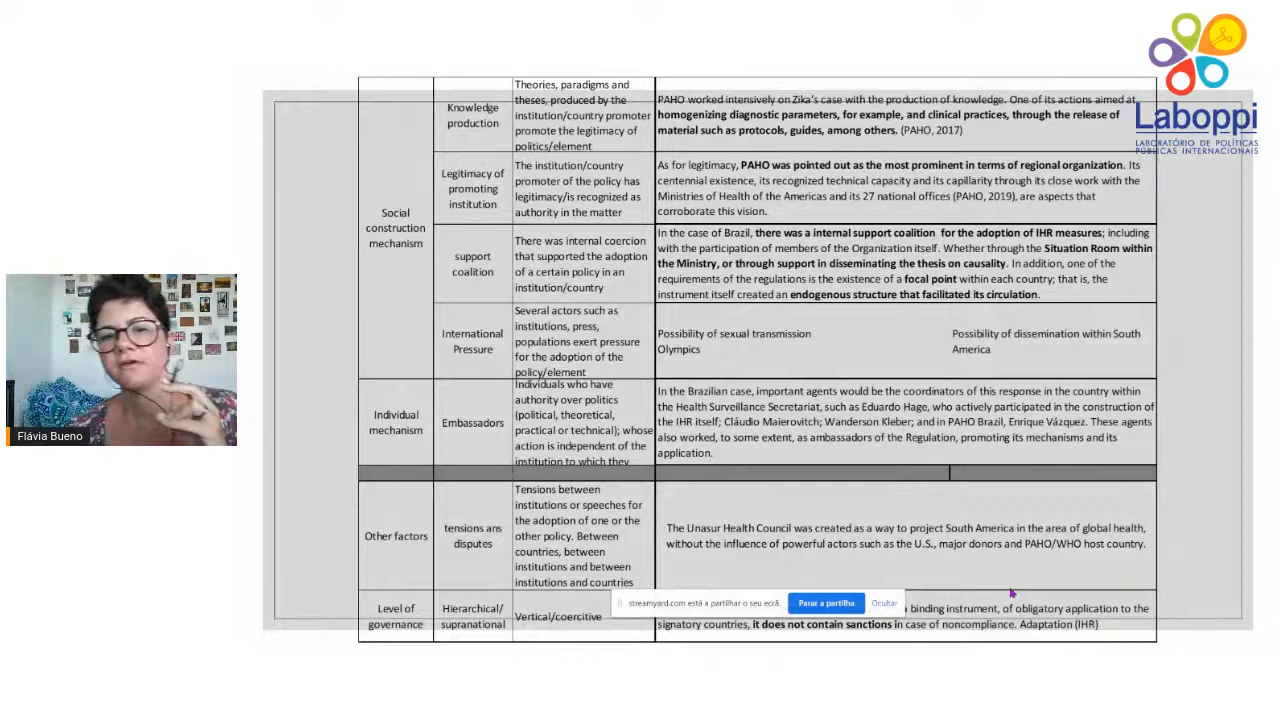 Laboppi
LABORATÓRIO DE POLÍTICAS
PÚBLICAS INTERNACIONAIS
Social
construction
mechanism
Knowledge
production
Theories, paradigms and
theses, produced by the
institution/country promoter
promote the legitimacy of
politics/element
PAHO worked intensively on Zika's case with the production of knowledge. One of its actions aimed at
homogenizing diagnostic parameters, for example, and clinical practices, through the release of
material such as protocols, guides, among others. (PAHO, 2017)
Legitimacy of
promoting
institution
The institution/country
promoter of the policy has
legitimacy/is recognized as
authority in the matter
As for legitimacy, PAHO was pointed out as the most prominent in terms of regional organization. Its
centennial existence, its recognized technical capacity and its capillarity through its close work with the
Ministries of Health of the Americas and its 27 national offices (PAHO, 2019), are aspects that
corroborate this vision.
support
coalition
There was internal coercion
that supported the adoption
of a certain policy in an
institution/country
In the case of Brazil, there was a internal support coalition for the adoption of IHR measures; including
with the participation of members of the Organization itself. Whether through the Situation Room within
the Ministry, or through support in disseminating the thesis on causality. In addition, one of the
requirements of the regulations is the existence of a focal point within each country; that is, the
instrument itself created an endogenous structure that facilitated its circulation.
International
Pressure
Several actors such as
institutions, press,
populations exert pressure
for the adoption of the
policy/element
Possibility of sexual transmission
Olympics
Possibility of dissemination within South
America
Individual
mechanism
Embassadors
Individuals who have
authority over politics
(political, theoretical,
practical or technical); whose
action is independent of the
institution to which they
In the Brazilian case, important agents would be the coordinators of this response in the country within
the Health Surveillance Secretariat, such as Eduardo Hage, who actively participated in the construction of
the IHR itself; Cláudio Maierovitch; Wanderson Kleber; and in PAHO Brazil, Enrique Vázquez. These agents
also worked, to some extent, as ambassadors of the Regulation, promoting its mechanisms and its
application.
Other factors
tensions ans
disputes
Tensions between
institutions or speeches for
the adoption of one or the
other policy. Between
countries, between
institutions and between
institutions and countries
The Unasur Health Council was created as a way to project South America in the area of global health,
without the influence of powerful actors such as the U.S., major donors and PAHO/WHO host country.
Level of
governance
Hierarchical/
supranational
Vertical/coercitive
a binding instrument, of obligatory application to the
signatory countries, it does not contain sanctions in case of noncompliance. Adaptation (IHR)
streamyard.com está a partilhar o seu ecrã.
Parar a partilha
Ocultar
Flávia Bueno